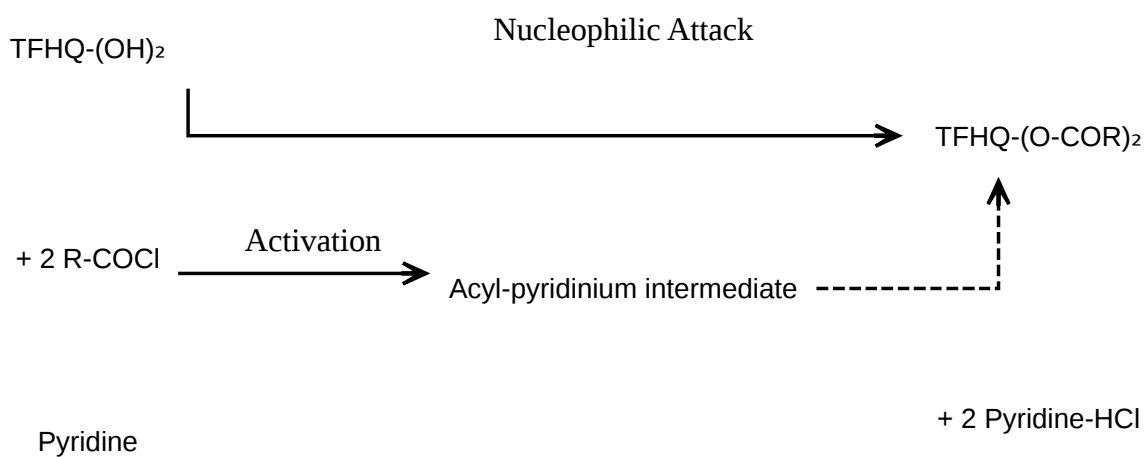 Nucleophilic Attack
TFHQ-(OH)₂
TFHQ-(O-COR)₂
Activation
+ 2 R-COCl
Acyl-pyridinium intermediate
+ 2 Pyridine-HCl
Pyridine